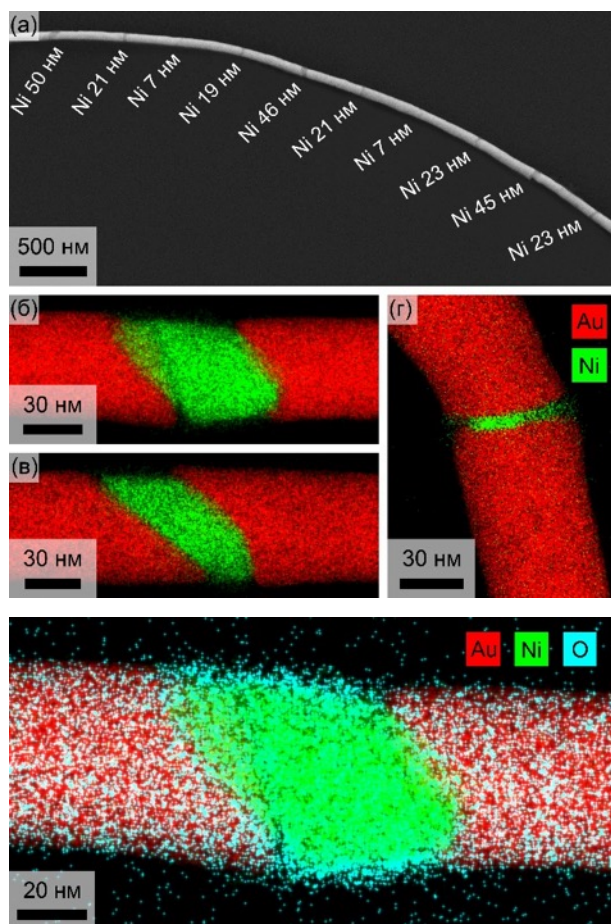 (а)
Ni 50 нм
Ni 21 нм
Ni 7 нм
Ni 19 нм
Ni 46 нм
Ni 21 нм
Ni 7 нм
Ni 23 нм
Ni 45 нм
Ni 23 нм
500 нм
(б)
30 нм
(в)
30 нм
(г)
Au
Ni
30 нм
Au Ni O
20 нм